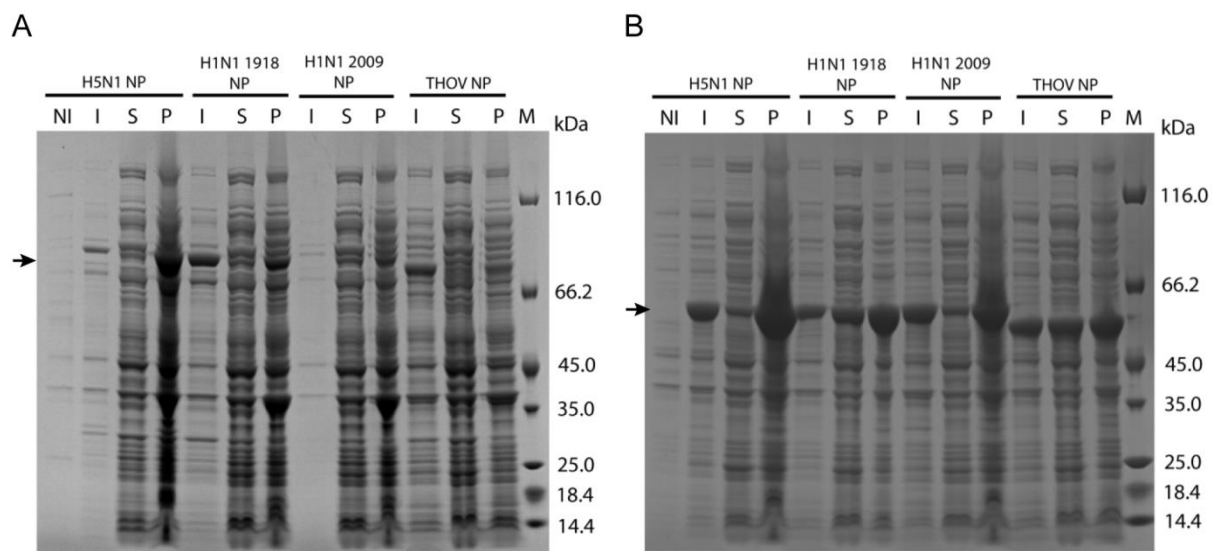 A
H5N1 NP
H1N1 1918
NP
H1N1 2009
NP
THOV NP
NI I S P I S P I S P I S P M
kDa
116.0
66.2
45.0
35.0
25.0
18.4
14.4
B
H5N1 NP
H1N1 1918
NP
H1N1 2009
NP
THOV NP
NI I S P I S P I S P I S P M
kDa
116.0
66.2
45.0
35.0
25.0
18.4
14.4